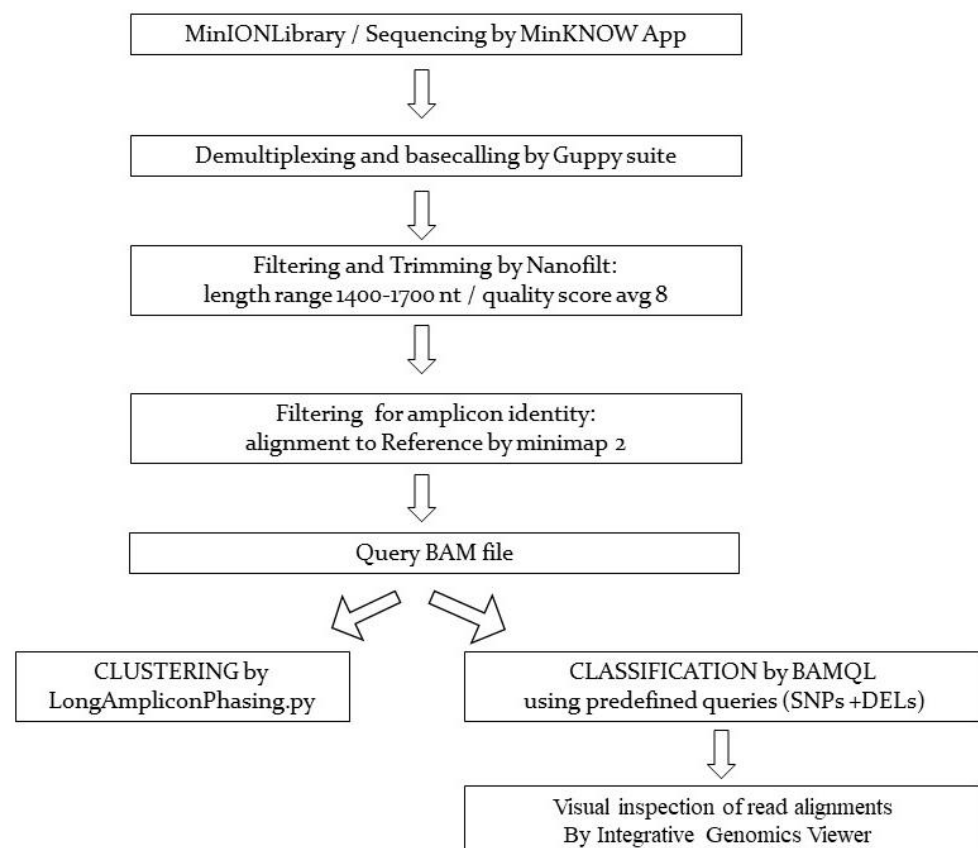 MinIONLibrary / Sequencing by MinKNOW App
Demultiplexing and basecalling by Guppy suite
Filtering and Trimming by Nanofilt:
length range 1400-1700 nt / quality score avg 8
Filtering for amplicon identity:
alignment to Reference by minimap 2
Query BAM file
CLUSTERING by
LongAmpliconPhasing.py
CLASSIFICATION by BAMQL
using predefined queries (SNPs +DELs)
Visual inspection of read alignments
By Integrative Genomics Viewer